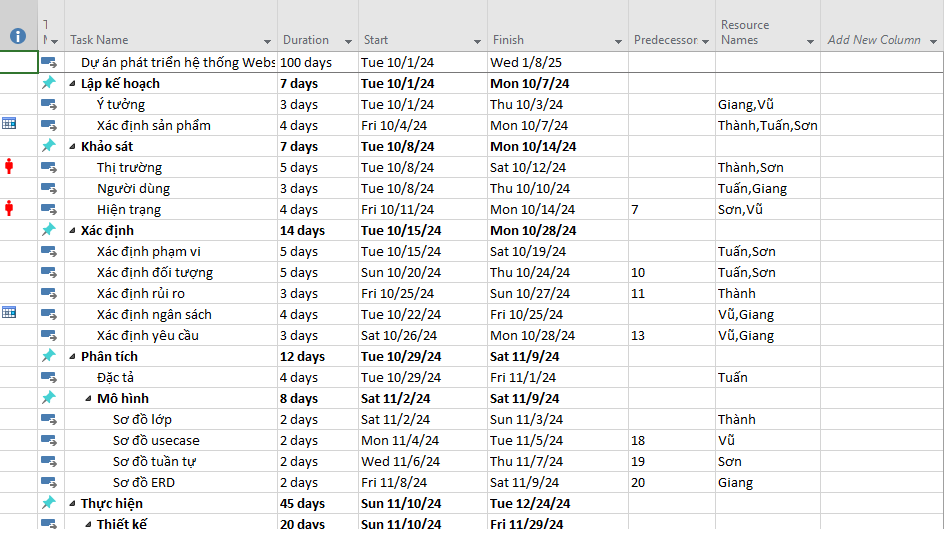 T
M
Task Name Duration Start Finish Predecessor Resource Names Add New Column
Dự án phát triển hệ thống Webs 100 days Tue 10/1/24 Wed 1/8/25
Lập kế hoạch 7 days Tue 10/1/24 Mon 10/7/24
Ý tưởng 3 days Tue 10/1/24 Thu 10/3/24 Giang,Vũ
Xác định sản phẩm 4 days Fri 10/4/24 Mon 10/7/24 Thành,Tuấn,Sơn
Khảo sát 7 days Tue 10/8/24 Mon 10/14/24
Thị trường 5 days Tue 10/8/24 Sat 10/12/24 Thành,Sơn
Người dùng 3 days Tue 10/8/24 Thu 10/10/24 Tuấn,Giang
Hiện trạng 4 days Fri 10/11/24 Mon 10/14/24 7 Sơn,Vũ
Xác định 14 days Tue 10/15/24 Mon 10/28/24
Xác định phạm vi 5 days Tue 10/15/24 Sat 10/19/24 Tuấn,Sơn
Xác định đối tượng 5 days Sun 10/20/24 Thu 10/24/24 10 Tuấn,Sơn
Xác định rủi ro 3 days Fri 10/25/24 Sun 10/27/24 11 Thành
Xác định ngân sách 4 days Tue 10/22/24 Fri 10/25/24 Vũ,Giang
Xác định yêu cầu 3 days Sat 10/26/24 Mon 10/28/24 13 Vũ,Giang
Phân tích 12 days Tue 10/29/24 Sat 11/9/24
Đặc tả 4 days Tue 10/29/24 Fri 11/1/24 Tuấn
Mô hình 8 days Sat 11/2/24 Sat 11/9/24
Sơ đồ lớp 2 days Sat 11/2/24 Sun 11/3/24 Thành
Sơ đồ usecase 2 days Mon 11/4/24 Tue 11/5/24 18 Vũ
Sơ đồ tuần tự 2 days Wed 11/6/24 Thu 11/7/24 19 Sơn
Sơ đồ ERD 2 days Fri 11/8/24 Sat 11/9/24 20 Giang
Thực hiện 45 days Sun 11/10/24 Tue 12/24/24
Thiết kế 20 days Sun 11/10/24 Fri 11/29/24